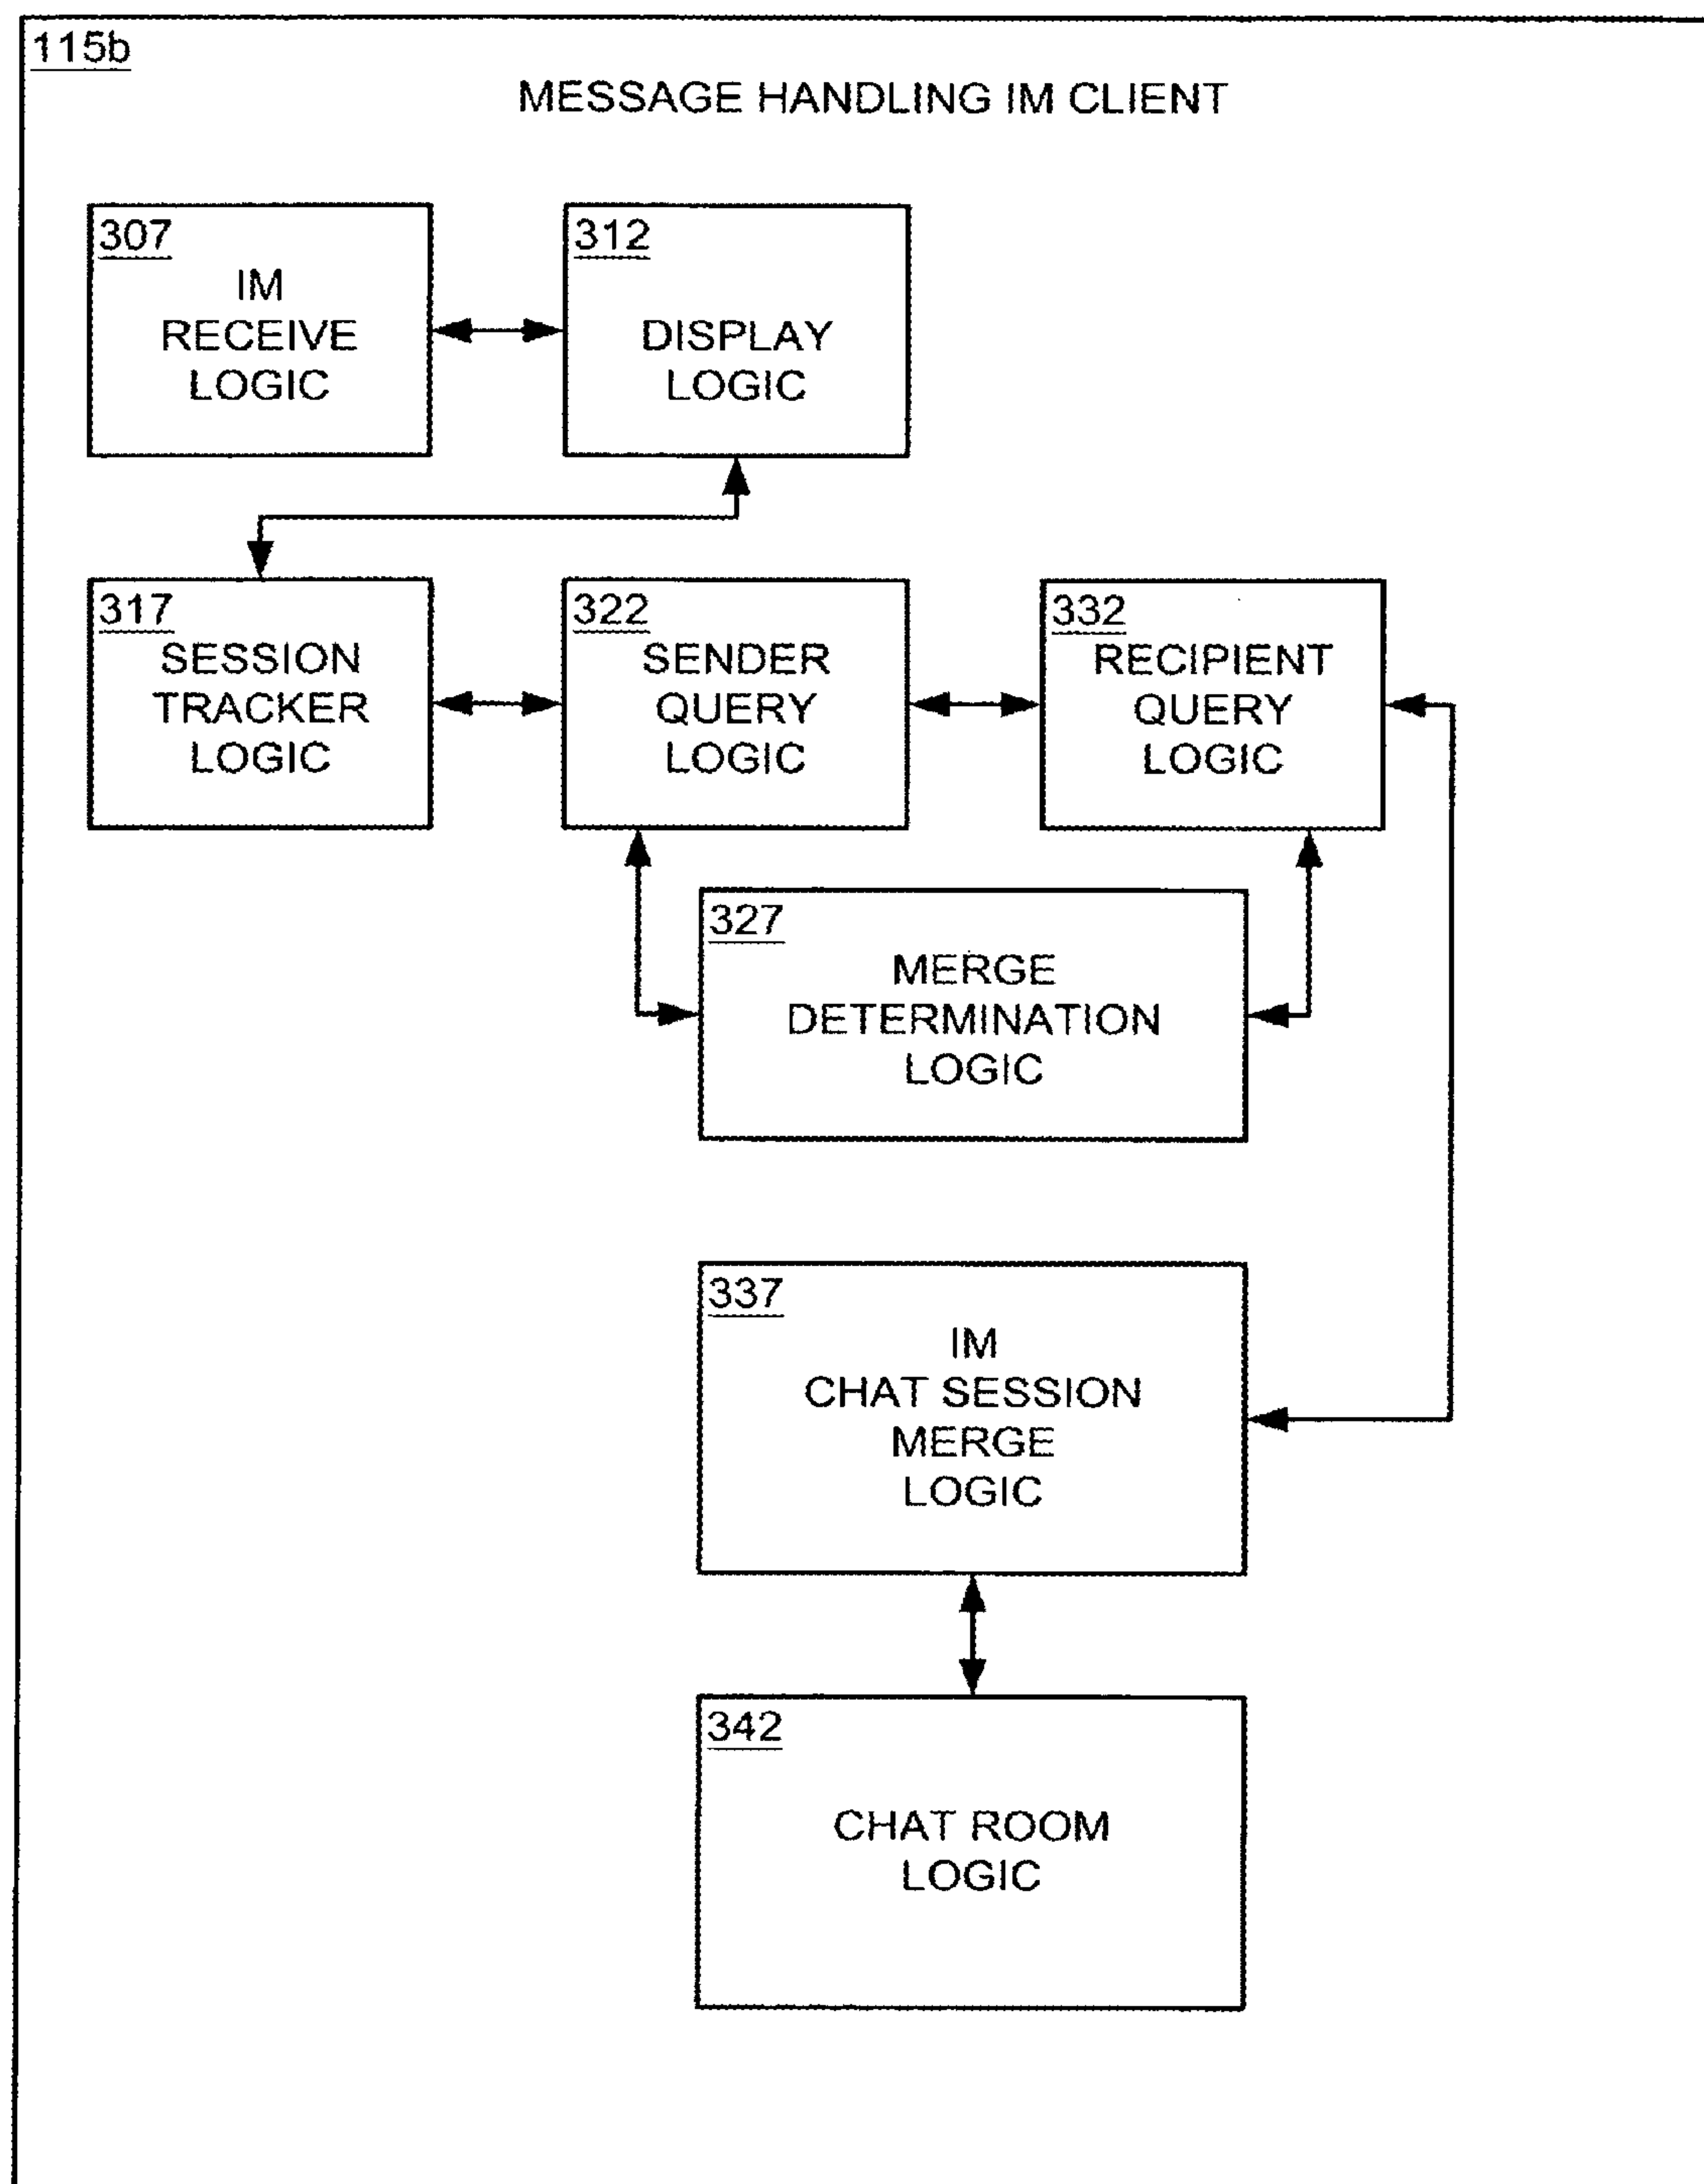 115b
MESSAGE HANDLING IM CLIENT
307
IM
RECEIVE
LOGIC
312
DISPLAY
LOGIC
317
SESSION
TRACKER
LOGIC
322
SENDER
QUERY
LOGIC
332
RECIPIENT
QUERY
LOGIC
327
MERGE
DETERMINATION
LOGIC
337
IM
CHAT SESSION
MERGE
LOGIC
342
CHAT ROOM
LOGIC